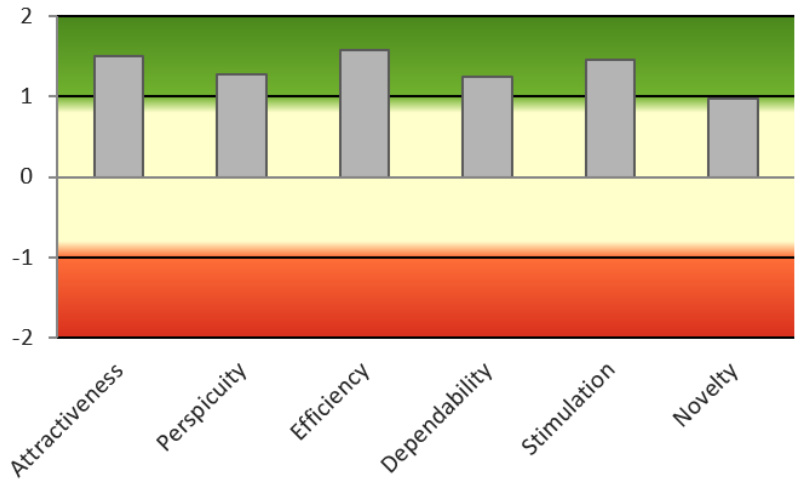 2
1
0
-1
-2
Attractiveness
Perspicuity
Efficiency
Dependability
Stimulation
Novelty